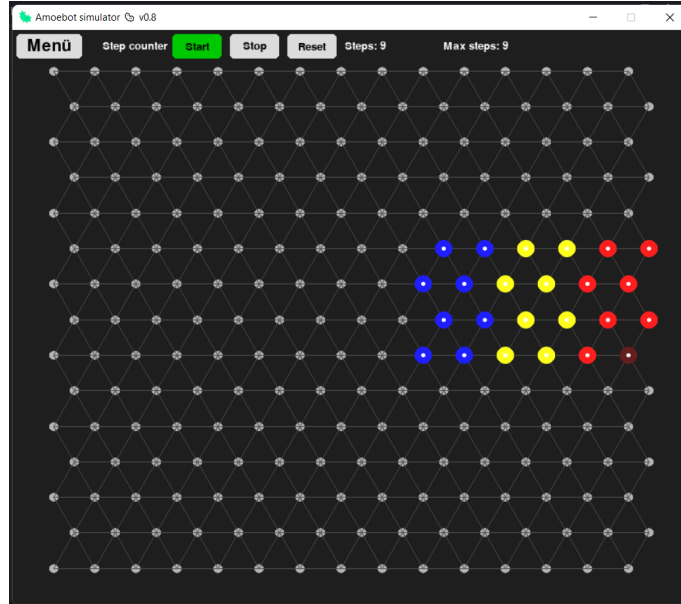 Amoebot simulator v0.8
Menü Step counter Start Stop Reset Steps: 9 Max steps: 9